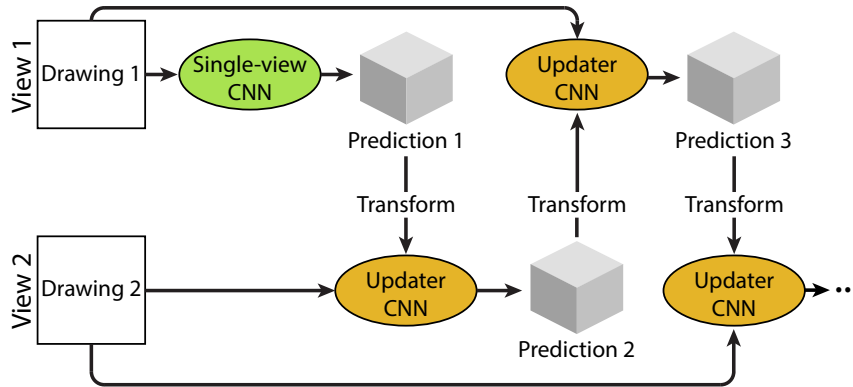 View 1
Drawing 1
Single-view
CNN
Prediction 1
Updater
CNN
Prediction 3
Transform
Transform
Transform
View 2
Drawing 2
Updater
CNN
Prediction 2
Updater
CNN